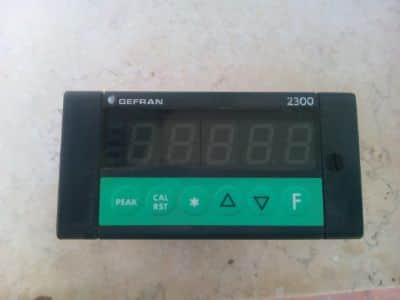 GEFRAN 2300
PEAK CAL RST * F